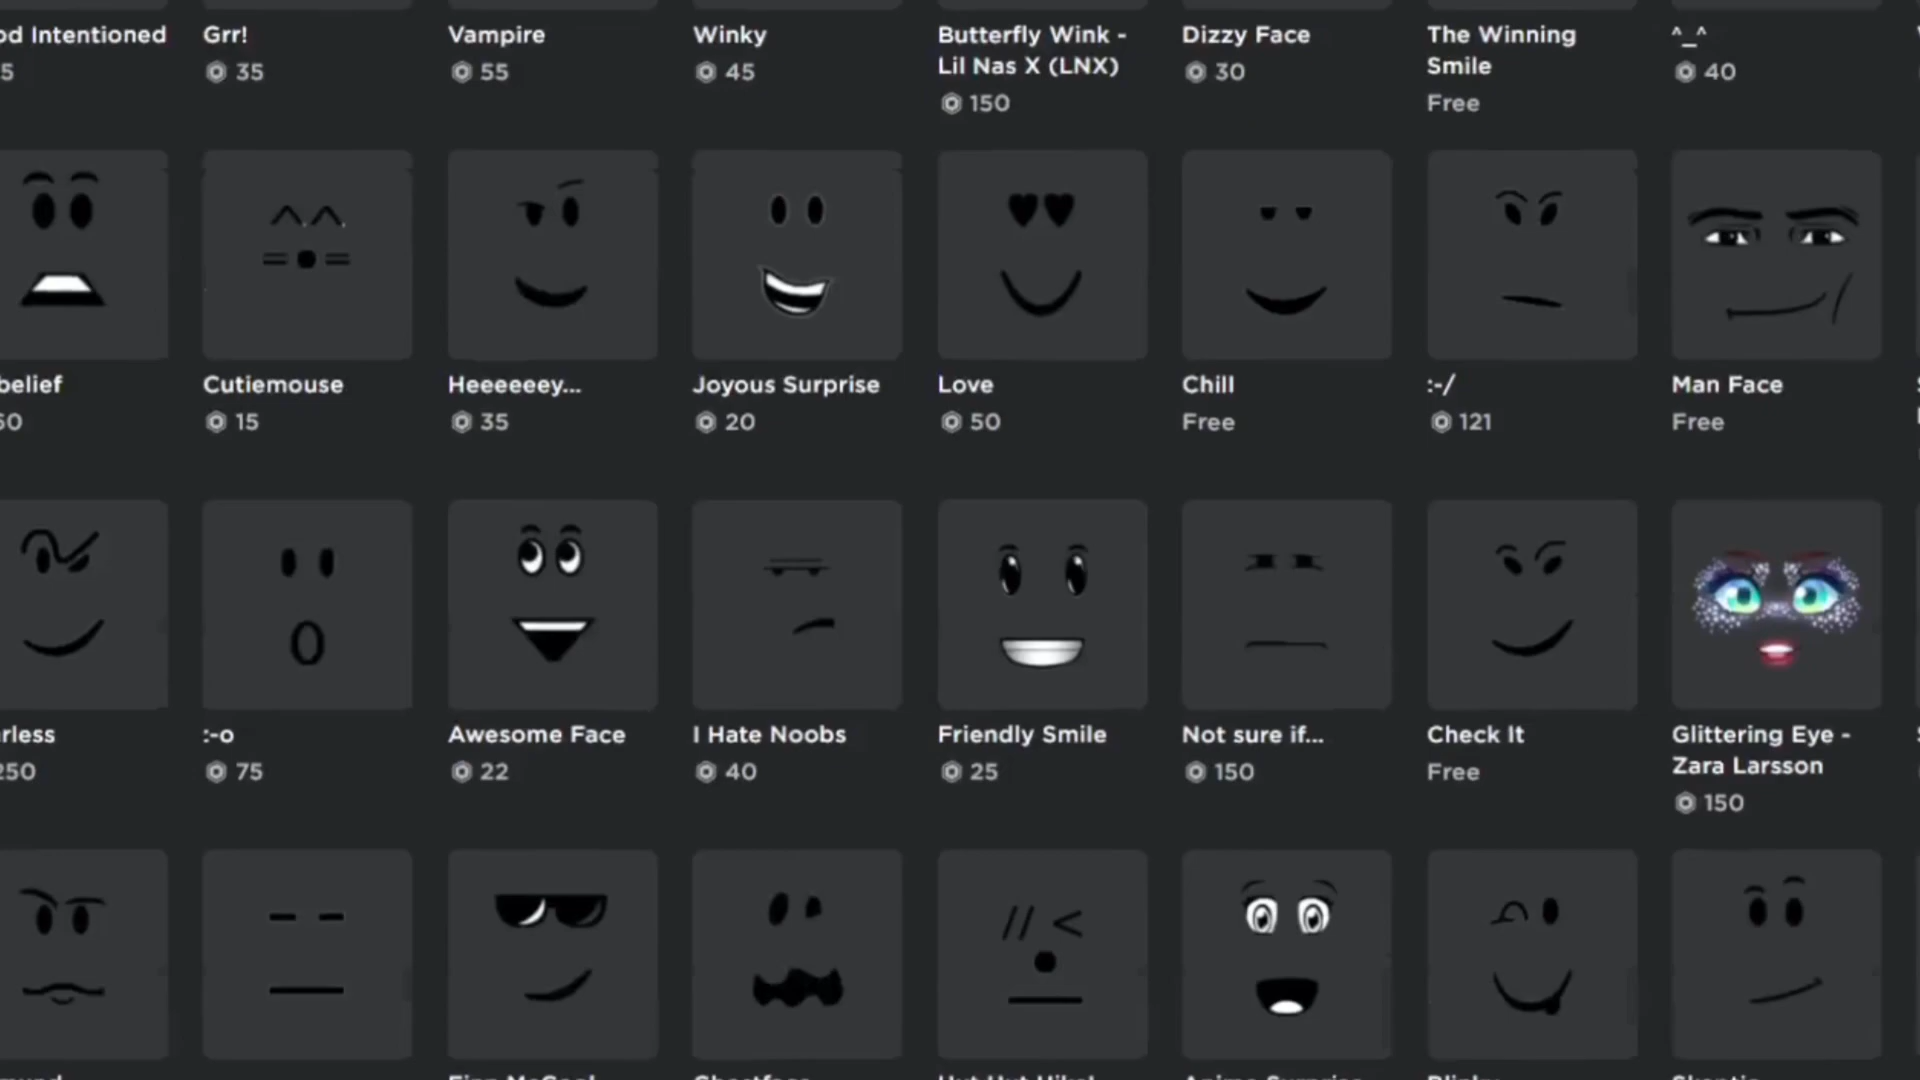 od Intentioned Grr! Vampire Winky Butterfly Wink - Dizzy Face The Winning ^_^
Lil Nas X (LNX) Smile
5 35 55 45 30 40
150 Free
belief Cutiemouse Heeeeeey... Joyous Surprise Love Chill :-/ Man Face
50 15 35 20 50 Free 121 Free
rless :-o Awesome Face I Hate Noobs Friendly Smile Not sure if... Check It Glittering Eye -
Zara Larsson
250 75 22 40 25 150 Free
150